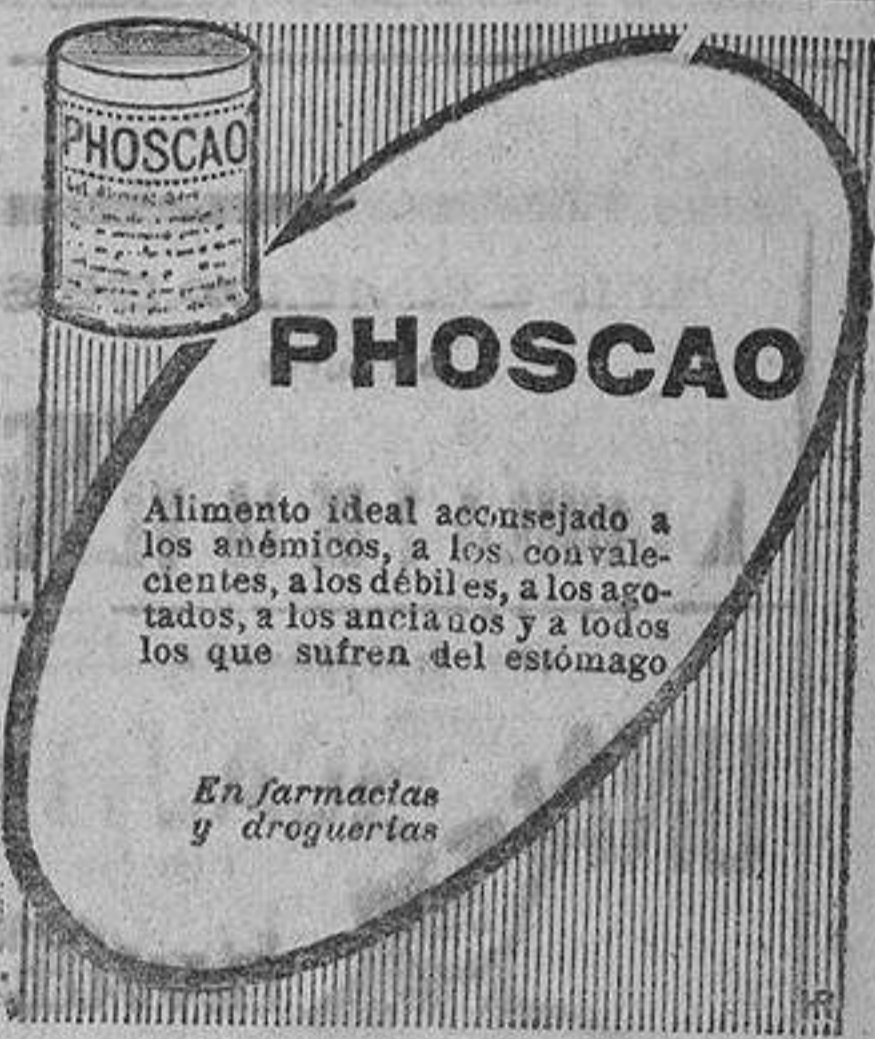 PHOSCAO
PHOSCAO
Alimento ideal aconsejado a
los anémicos, a los convale-
cientes, a los débiles, a los ago-
tados, a los ancianos y a todos
los que sufren del estómago
En farmacias
y droguerias